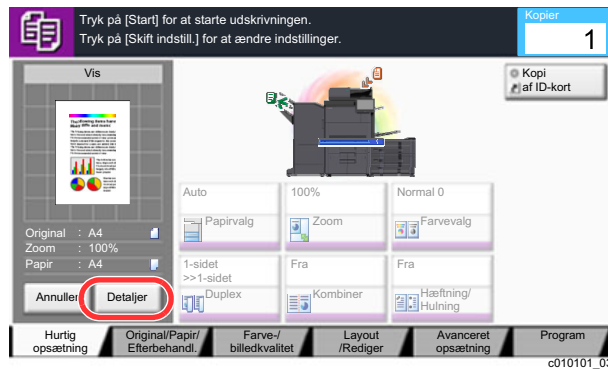 Tryk på [Start] for at starte udskrivningen.
Tryk på [Skift indstill.] for at ændre indstillinger.
Kopier
1
Vis
Kopi
af ID-kort
Original : A4
Zoom : 100%
Papir : A4
Annuller
Detaljer
Auto
Papirvalg
100%
Zoom
Normal 0
Farvevalg
1-sidet
>>1-sidet
Duplex
Fra
Kombiner
Fra
Hæftning/
Hulning
Hurtig
opsætning
Original/Papir/
Efterbehandl.
Farve-/
billedkvalitet
Layout
/Rediger
Avanceret
opsætning
Program